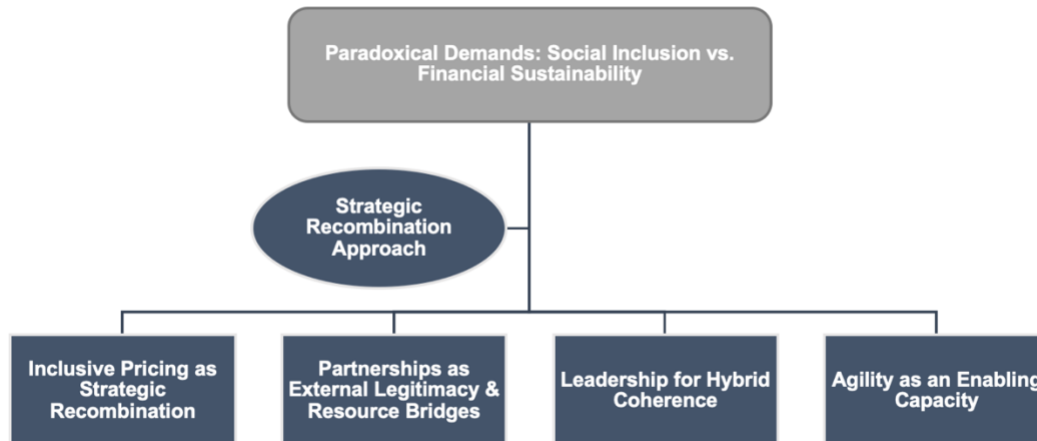 Paradoxical Demands: Social Inclusion vs.
Financial Sustainability
Strategic
Recombination
Approach
Inclusive Pricing as
Strategic
Recombination
Partnerships as
External Legitimacy &
Resource Bridges
Leadership for Hybrid
Coherence
Agility as an Enabling
Capacity